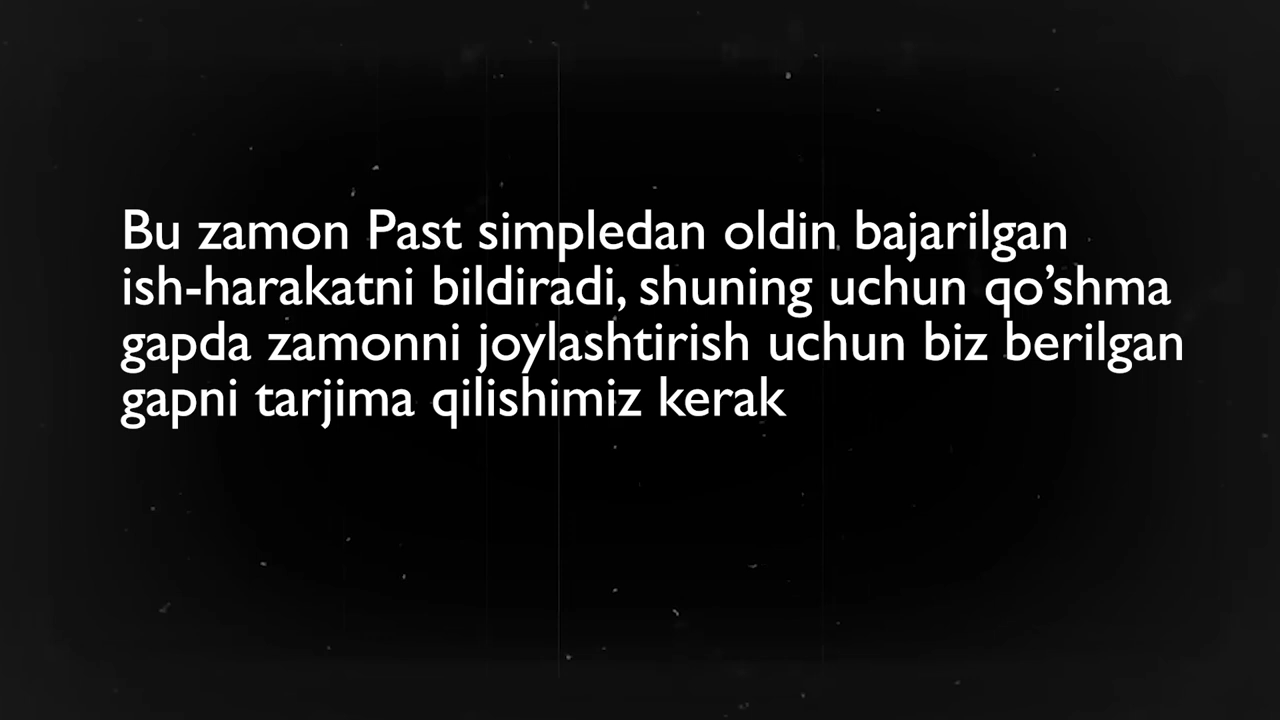 Bu zamon Past simpledan oldin bajarilgan
ish-harakatni bildiradi, shuning uchun qo’shma
gapda zamonni joylashtirish uchun biz berilgan
gapni tarjima qilishimiz kerak